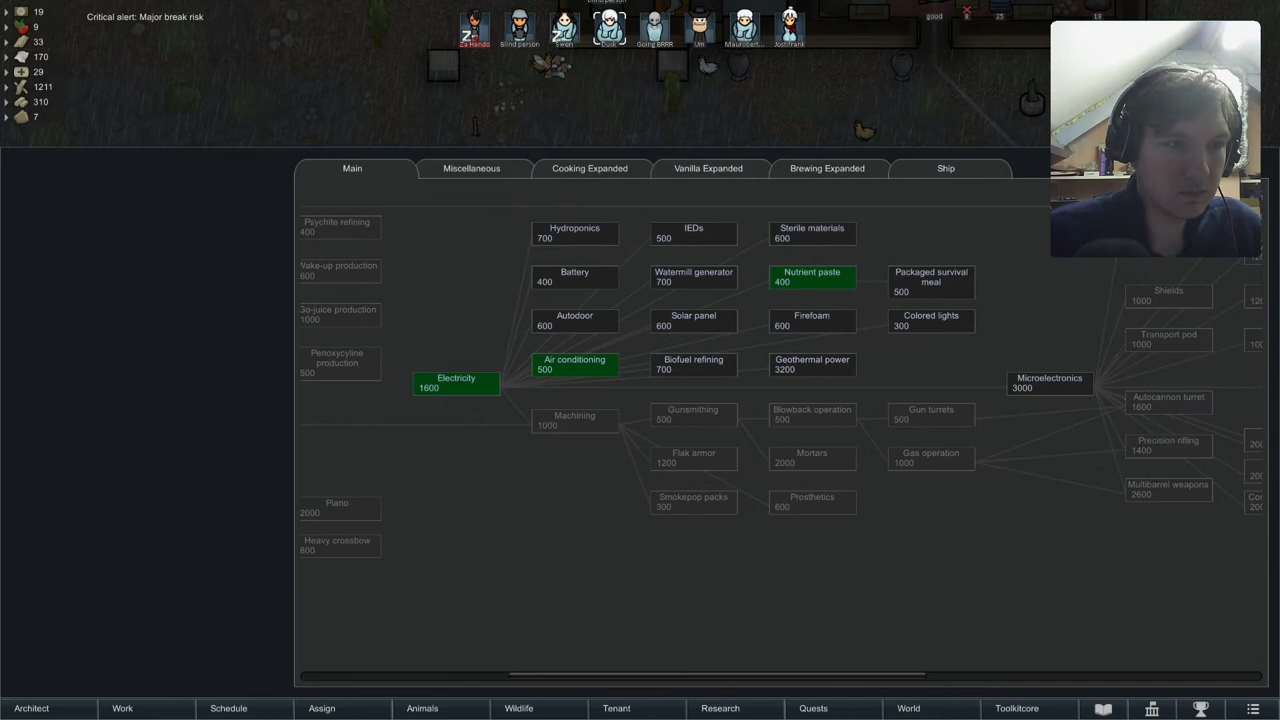 19
9
33
170
29
1211
310
7
Critical alert: Major break risk
Za Hando
Blind person
Swen
Dusk
Going BRRR
Um
Maurobert...
Jostifrank
good
25
18
Main
Miscellaneous
Cooking Expanded
Vanilla Expanded
Brewing Expanded
Ship
Psychite refining
400
Wake-up production
600
Go-juice production
1000
Penoxycyline
production
500
Piano
2000
Heavy crossbow
800
Electricity
1600
Hydroponics
700
Battery
400
Autodoor
600
Air conditioning
500
Machining
1000
IEDs
500
Watermill generator
700
Solar panel
600
Biofuel refining
700
Gunsmithing
500
Flak armor
1200
Smokepop packs
300
Sterile materials
600
Nutrient paste
400
Firefoam
600
Geothermal power
3200
Blowback operation
500
Mortars
2000
Prosthetics
600
Packaged survival
meal
500
Colored lights
300
Gun turrets
500
Gas operation
1000
Microelectronics
3000
Shields
1000
Transport pod
1000
Autocannon turret
1600
Precision rifling
1400
Multibarrel weapons
2600
Architect
Work
Schedule
Assign
Animals
Wildlife
Tenant
Research
Quests
World
Toolkitcore